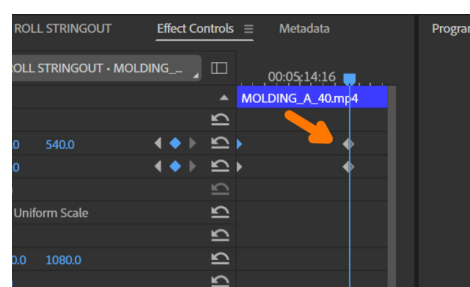 ROLL STRINGOUT Effect Controls Metadata Program
ROLL STRINGOUT • MOLDING_... 00:05:14:16
MOLDING_A_40.mp4
0 540.0
0
Uniform Scale
0.0 1080.0